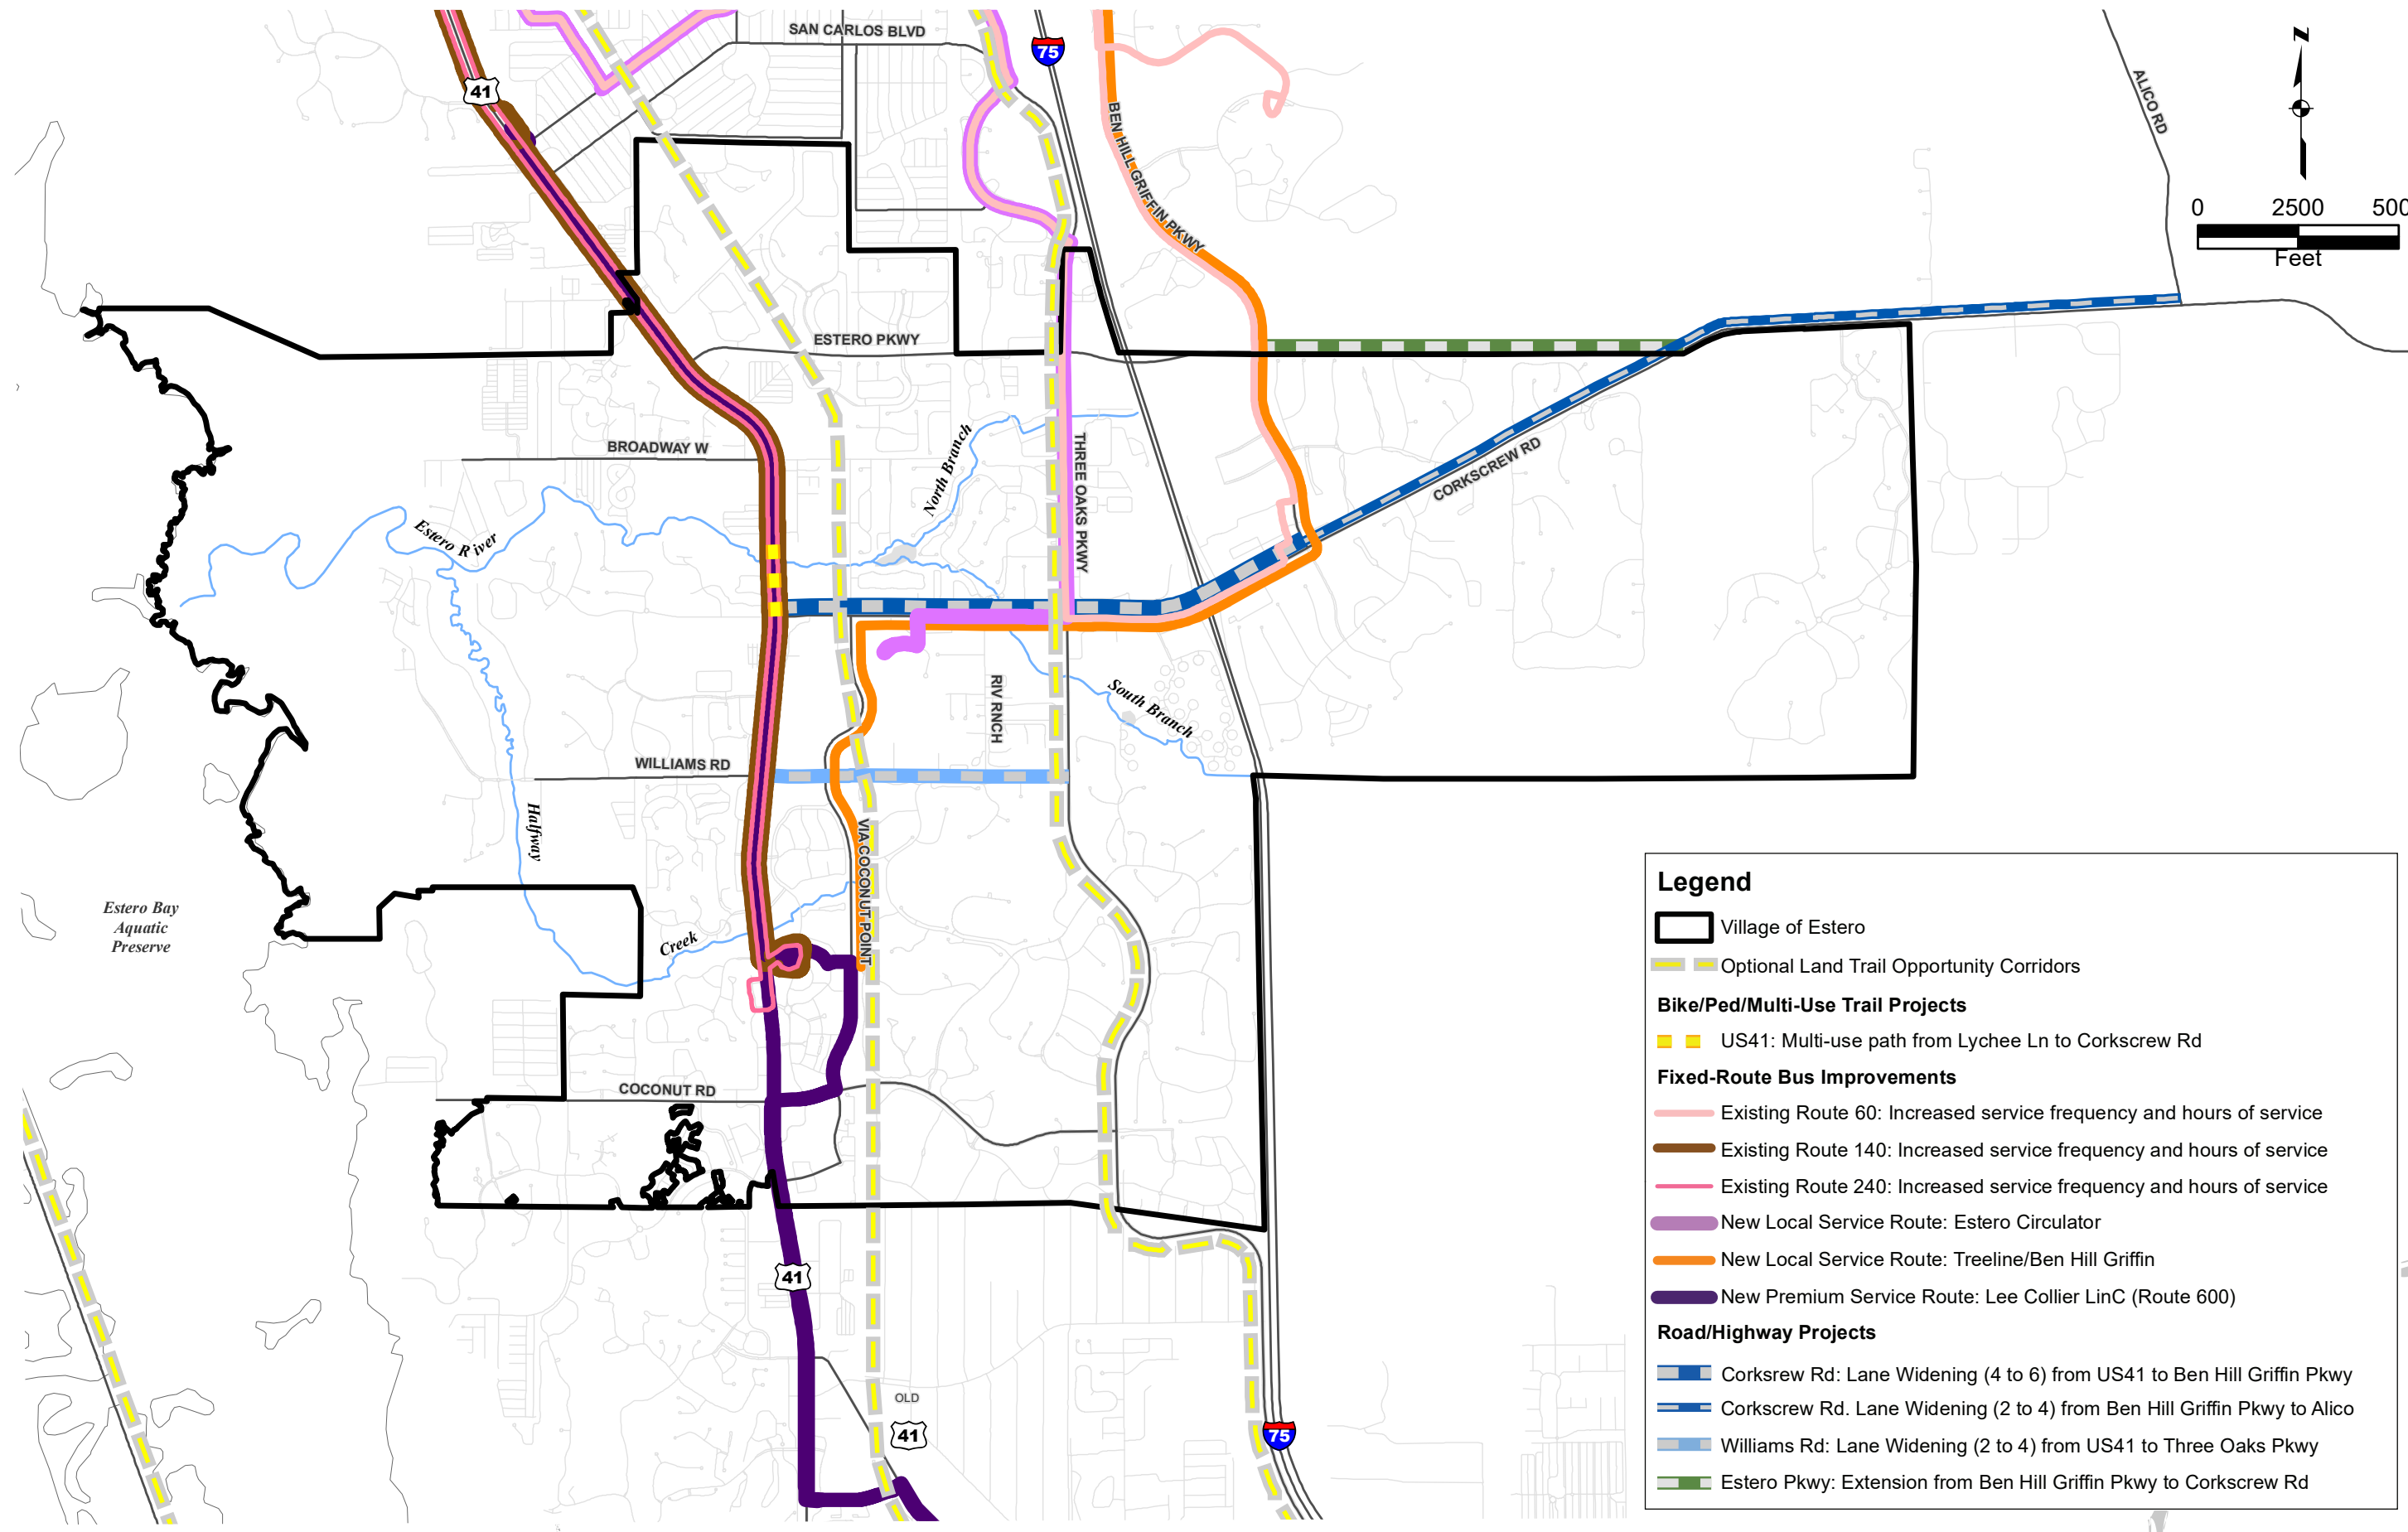 SAN CARLOS BLVD
75
41
BEN HILL GRIFFIN PKWY
ALICO RD
N
0 2500 500
Feet
ESTERO PKWY
BROADWAY W
North Branch
THREE OAKS PKWY
CORKSCREW RD
Estero River
RIV RNCH
South Branch
WILLIAMS RD
Halfway
VIA COCONUT POINT
Creek
Estero Bay
Aquatic
Preserve
COCONUT RD
41
OLD
41
75
Legend
Village of Estero
Optional Land Trail Opportunity Corridors
Bike/Ped/Multi-Use Trail Projects
US41: Multi-use path from Lychee Ln to Corkscrew Rd
Fixed-Route Bus Improvements
Existing Route 60: Increased service frequency and hours of service
Existing Route 140: Increased service frequency and hours of service
Existing Route 240: Increased service frequency and hours of service
New Local Service Route: Estero Circulator
New Local Service Route: Treeline/Ben Hill Griffin
New Premium Service Route: Lee Collier LinC (Route 600)
Road/Highway Projects
Corksrew Rd: Lane Widening (4 to 6) from US41 to Ben Hill Griffin Pkwy
Corkscrew Rd. Lane Widening (2 to 4) from Ben Hill Griffin Pkwy to Alico
Williams Rd: Lane Widening (2 to 4) from US41 to Three Oaks Pkwy
Estero Pkwy: Extension from Ben Hill Griffin Pkwy to Corkscrew Rd